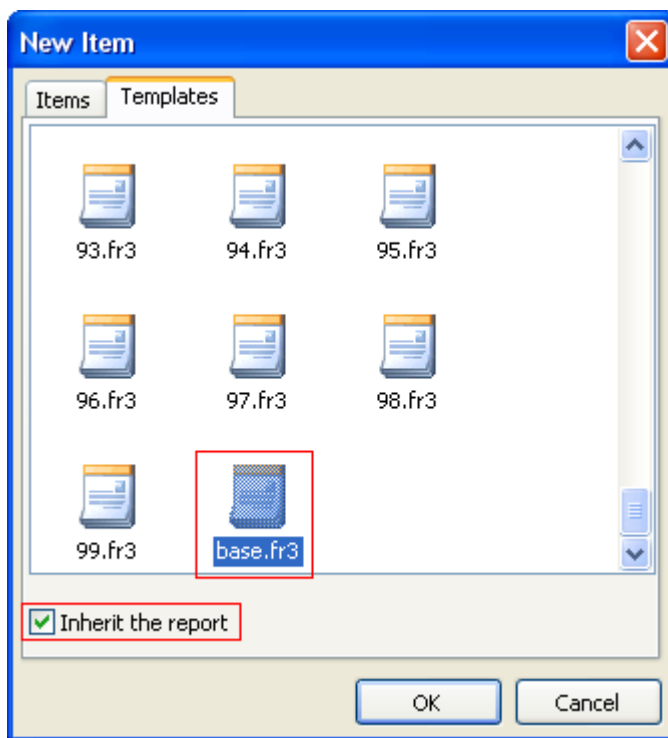 New Item
Items Templates
93.fr3 94.fr3 95.fr3
96.fr3 97.fr3 98.fr3
99.fr3 base.fr3
Inherit the report
OK Cancel